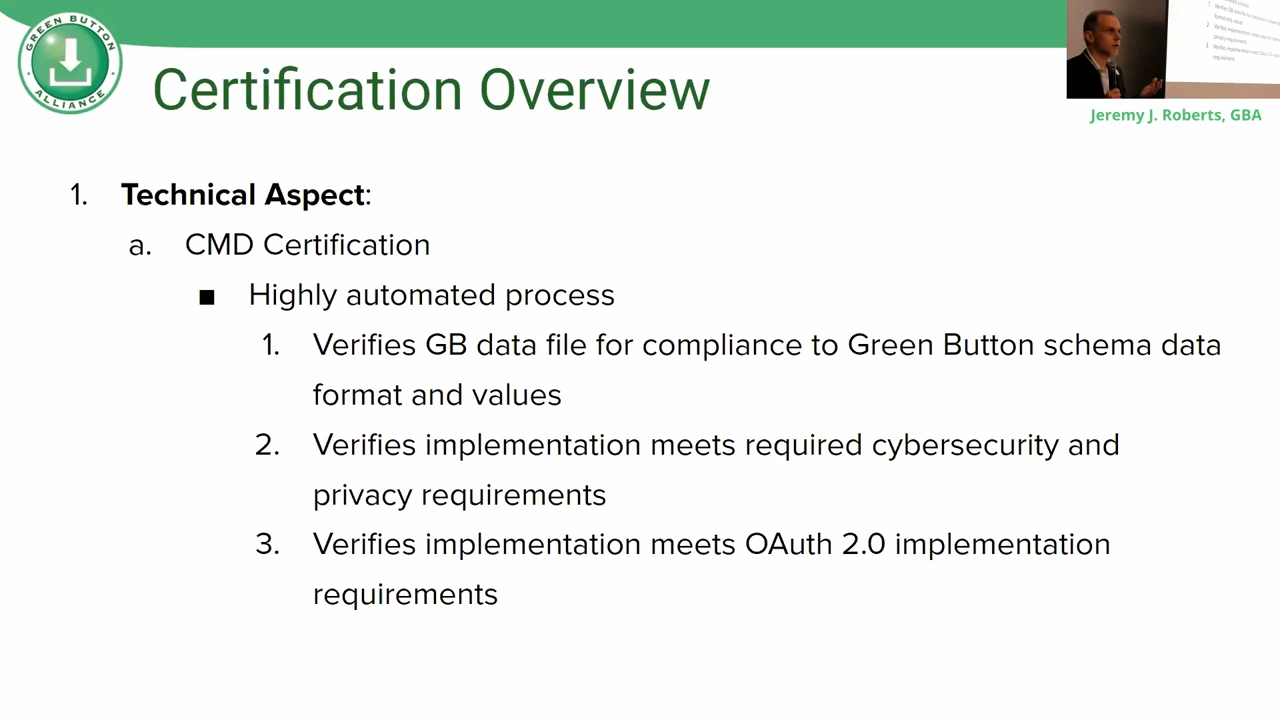 GREEN BUTTON
ALLIANCE
Certification Overview
Jeremy J. Roberts, GBA
1. Technical Aspect:
a. CMD Certification
■ Highly automated process
1. Verifies GB data file for compliance to Green Button schema data
format and values
2. Verifies implementation meets required cybersecurity and
privacy requirements
3. Verifies implementation meets OAuth 2.0 implementation
requirements